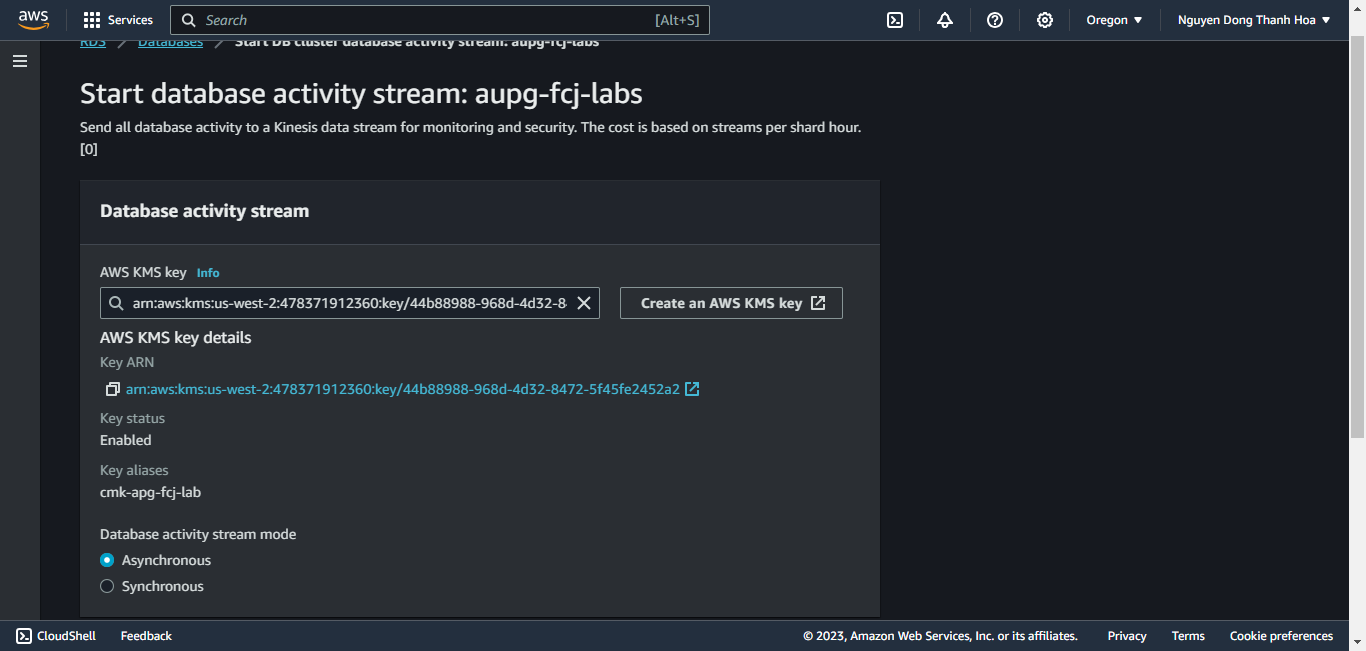 aws Services Search [Alt+S] Oregon ▼ Nguyen Dong Thanh Hoa ▼
RDS / Databases / Start DB cluster database activity stream: aupg-fcj-labs
Start database activity stream: aupg-fcj-labs
Send all database activity to a Kinesis data stream for monitoring and security. The cost is based on streams per shard hour.
[0]
Database activity stream
AWS KMS key Info
arn:aws:kms:us-west-2:478371912360:key/44b88988-968d-4d32-8 Create an AWS KMS key
AWS KMS key details
Key ARN
arn:aws:kms:us-west-2:478371912360:key/44b88988-968d-4d32-8472-5f45fe2452a2
Key status
Enabled
Key aliases
cmk-apg-fcj-lab
Database activity stream mode
Asynchronous
Synchronous
CloudShell Feedback © 2023, Amazon Web Services, Inc. or its affiliates. Privacy Terms Cookie preferences